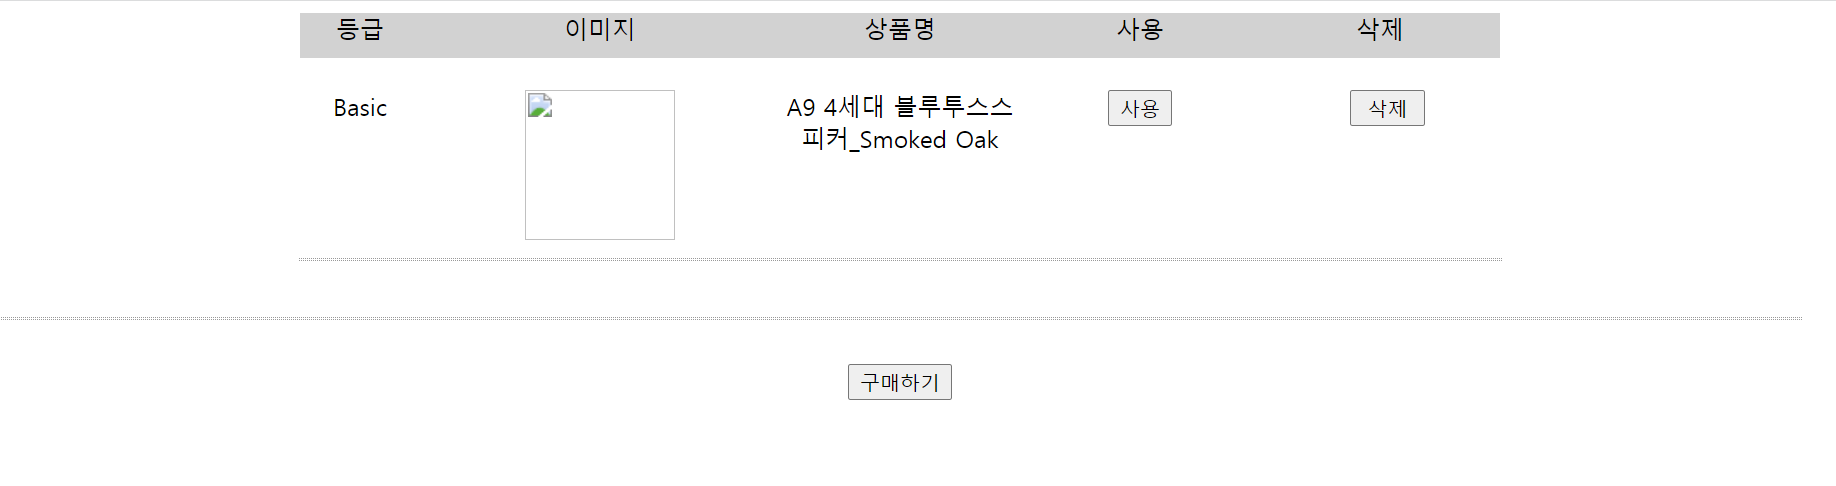 등급 이미지 상품명 사용 삭제
Basic A9 4세대 블루투스스 사용 삭제
피커_Smoked Oak
구매하기